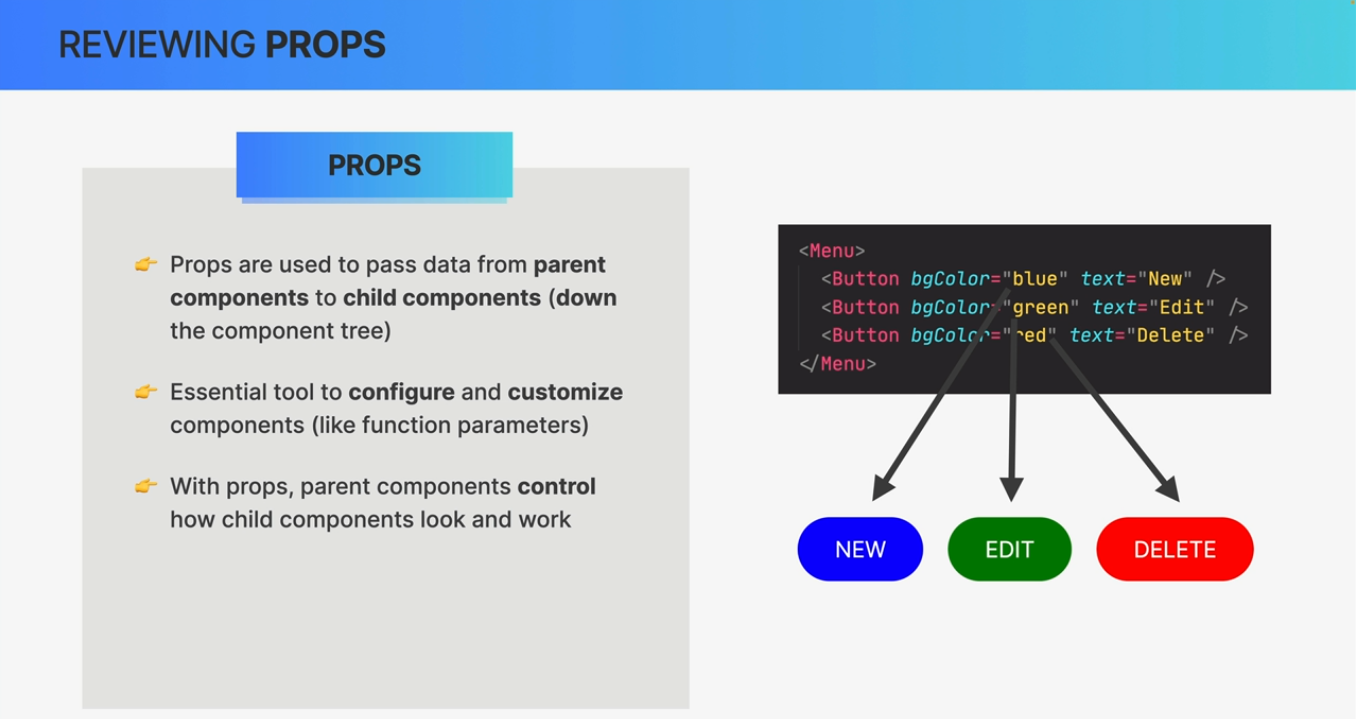 REVIEWING PROPS
PROPS
👉 Props are used to pass data from parent
components to child components (down
the component tree)
👉 Essential tool to configure and customize
components (like function parameters)
👉 With props, parent components control
how child components look and work
<Menu>
<Button bgColor="blue" text="New" />
<Button bgColor="green" text="Edit" />
<Button bgColor="red" text="Delete" />
</Menu>
NEW
EDIT
DELETE